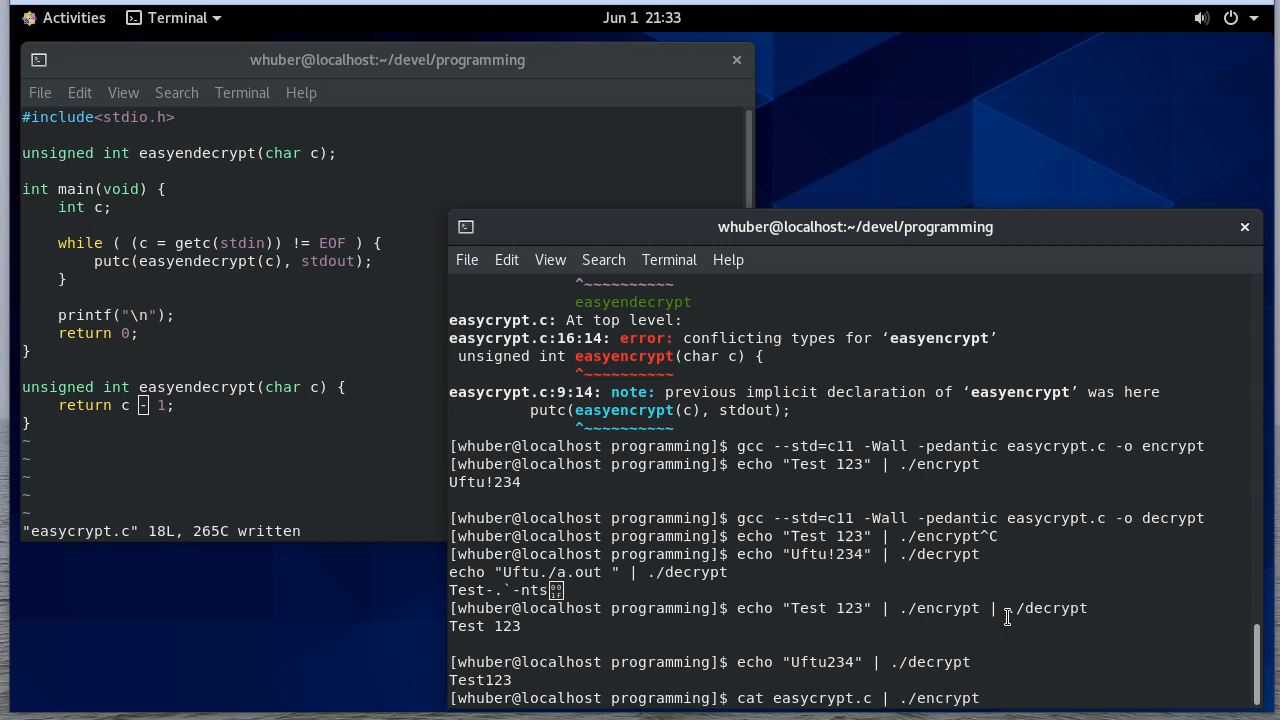 Activities Terminal Jun 1 21:33
whuber@localhost:~/devel/programming
File Edit View Search Terminal Help
#include<stdio.h>
unsigned int easyendecrypt(char c);
int main(void) {
int c;
while ( (c = getc(stdin)) != EOF ) {
putc(easyendecrypt(c), stdout);
}
printf("\n");
return 0;
}
unsigned int easyendecrypt(char c) {
return c - 1;
}
~
~
~
~
~
"easycrypt.c" 18L, 265C written
whuber@localhost:~/devel/programming
File Edit View Search Terminal Help
^~~~~~~~~~~
easyendecrypt
easycrypt.c: At top level:
easycrypt.c:16:14: error: conflicting types for ‘easyencrypt’
unsigned int easyencrypt(char c) {
^~~~~~~~~~~
easycrypt.c:9:14: note: previous implicit declaration of ‘easyencrypt’ was here
putc(easyencrypt(c), stdout);
^~~~~~~~~~~
[whuber@localhost programming]$ gcc --std=c11 -Wall -pedantic easycrypt.c -o encrypt
[whuber@localhost programming]$ echo "Test 123" | ./encrypt
Uftu!234
[whuber@localhost programming]$ gcc --std=c11 -Wall -pedantic easycrypt.c -o decrypt
[whuber@localhost programming]$ echo "Test 123" | ./encrypt^C
[whuber@localhost programming]$ echo "Uftu!234" | ./decrypt
echo "Uftu./a.out " | ./decrypt
Test-.`-nts
[whuber@localhost programming]$ echo "Test 123" | ./encrypt | ./decrypt
Test 123
[whuber@localhost programming]$ echo "Uftu234" | ./decrypt
Test123
[whuber@localhost programming]$ cat easycrypt.c | ./encrypt